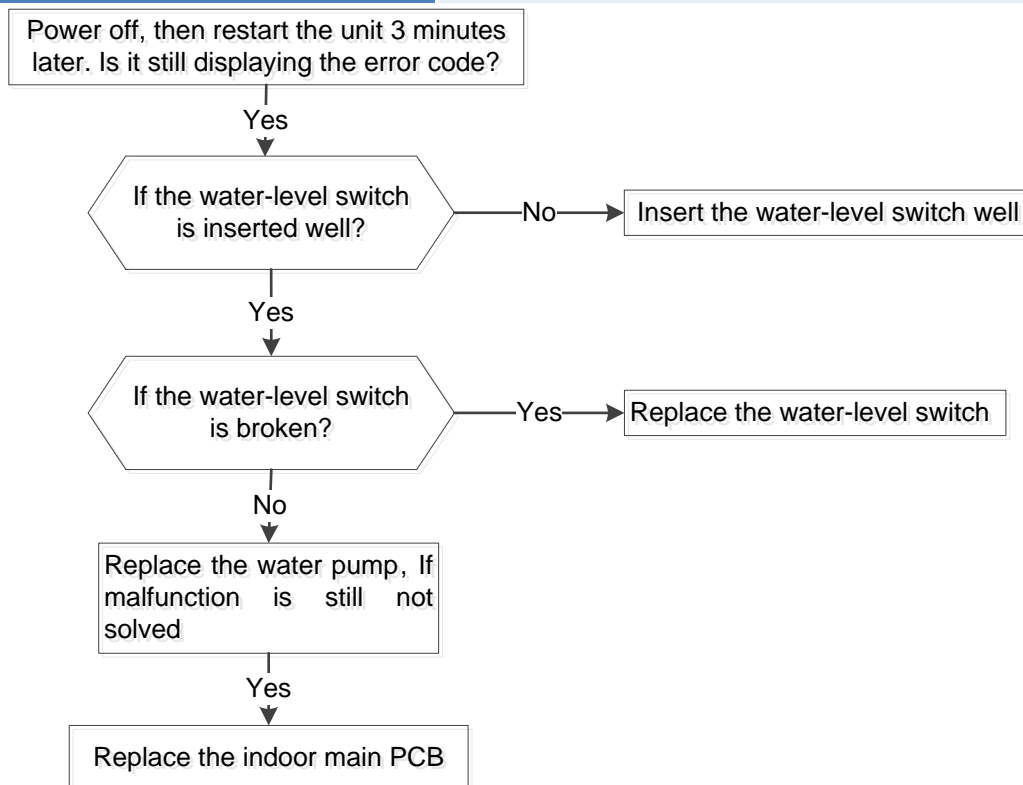 Power off, then restart the unit 3 minutes
later. Is it still displaying the error code?
Yes
If the water-level switch
is inserted well?
No
Insert the water-level switch well
Yes
If the water-level switch
is broken?
Yes
Replace the water-level switch
No
Replace the water pump, If
malfunction is still not
solved
Yes
Replace the indoor main PCB